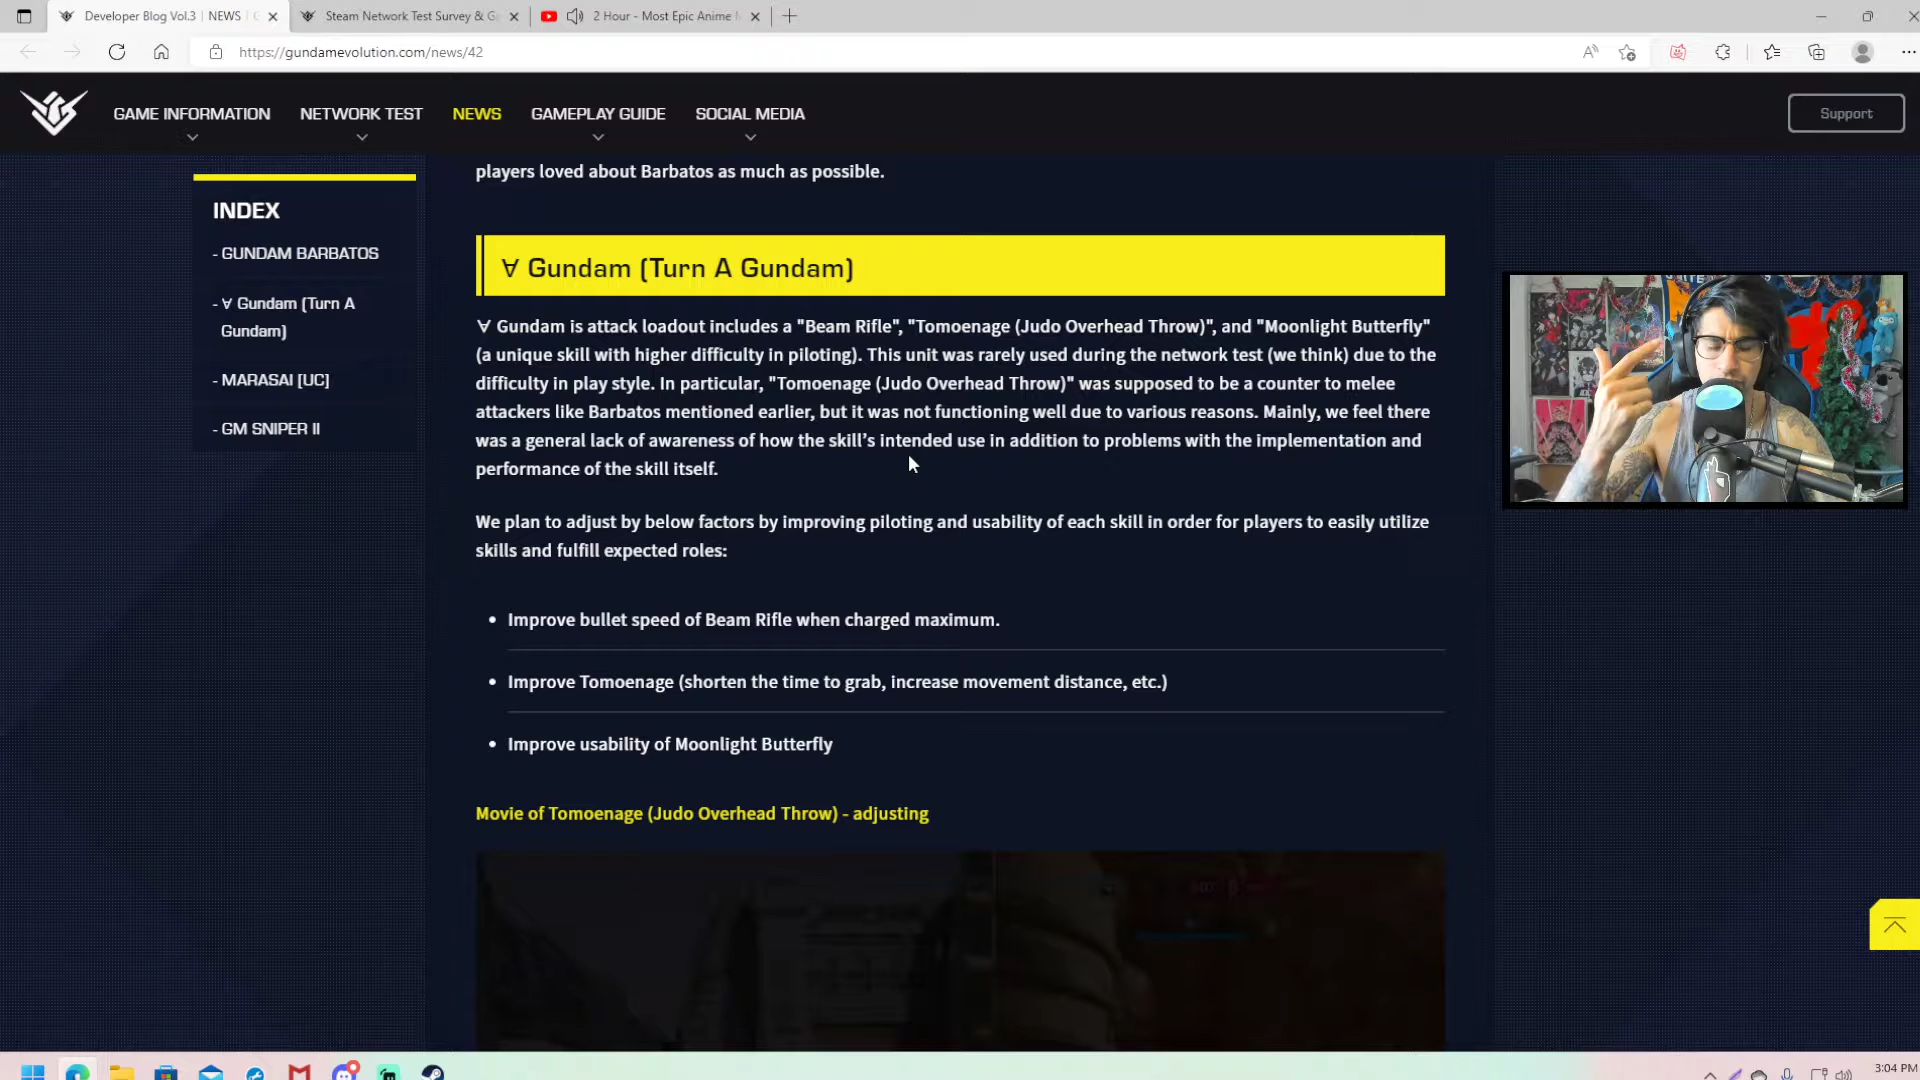 Developer Blog Vol.3 | NEWS |
Steam Network Test Survey & G
2 Hour - Most Epic Anime
https://gundamevolution.com/news/42
GAME INFORMATION
NETWORK TEST
NEWS
GAMEPLAY GUIDE
SOCIAL MEDIA
Support
INDEX
- GUNDAM BARBATOS
- ∀ Gundam (Turn A
Gundam)
- MARASAI [UC]
- GM SNIPER II
players loved about Barbatos as much as possible.
∀ Gundam (Turn A Gundam)
∀ Gundam is attack loadout includes a "Beam Rifle", "Tomoenage (Judo Overhead Throw)", and "Moonlight Butterfly"
(a unique skill with higher difficulty in piloting). This unit was rarely used during the network test (we think) due to the
difficulty in play style. In particular, "Tomoenage (Judo Overhead Throw)" was supposed to be a counter to melee
attackers like Barbatos mentioned earlier, but it was not functioning well due to various reasons. Mainly, we feel there
was a general lack of awareness of how the skill's intended use in addition to problems with the implementation and
performance of the skill itself.
We plan to adjust by below factors by improving piloting and usability of each skill in order for players to easily utilize
skills and fulfill expected roles:
• Improve bullet speed of Beam Rifle when charged maximum.
• Improve Tomoenage (shorten the time to grab, increase movement distance, etc.)
• Improve usability of Moonlight Butterfly
Movie of Tomoenage (Judo Overhead Throw) - adjusting
3:04 PM